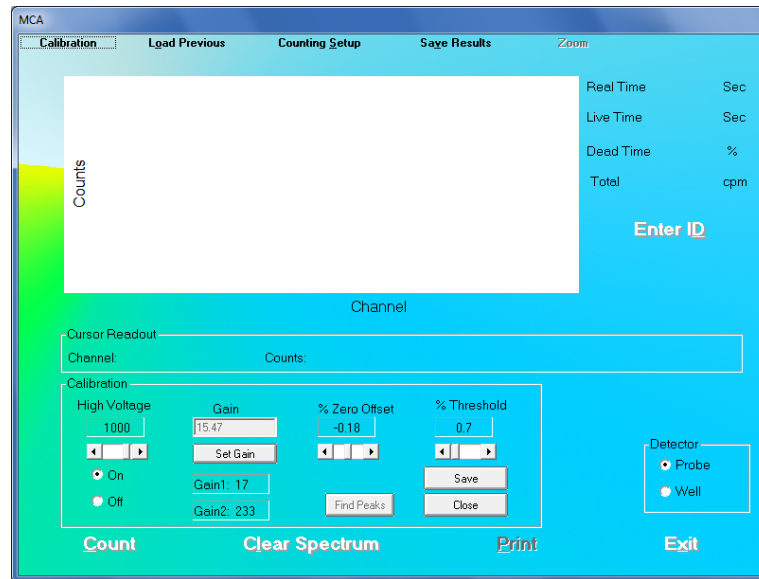 MCA
Calibration Load Previous Counting Setup Save Results Zoom
Real Time Sec
Live Time Sec
Dead Time %
Total cpm
Counts
Enter ID
Channel
Cursor Readout
Channel: Counts:
Calibration
High Voltage Gain % Zero Offset % Threshold
1000 15.47 -0.18 0.7
Set Gain
On
Off
Gain1: 17
Gain2: 233
Find Peaks
Save
Close
Detector
Probe
Well
Count Clear Spectrum Print Exit